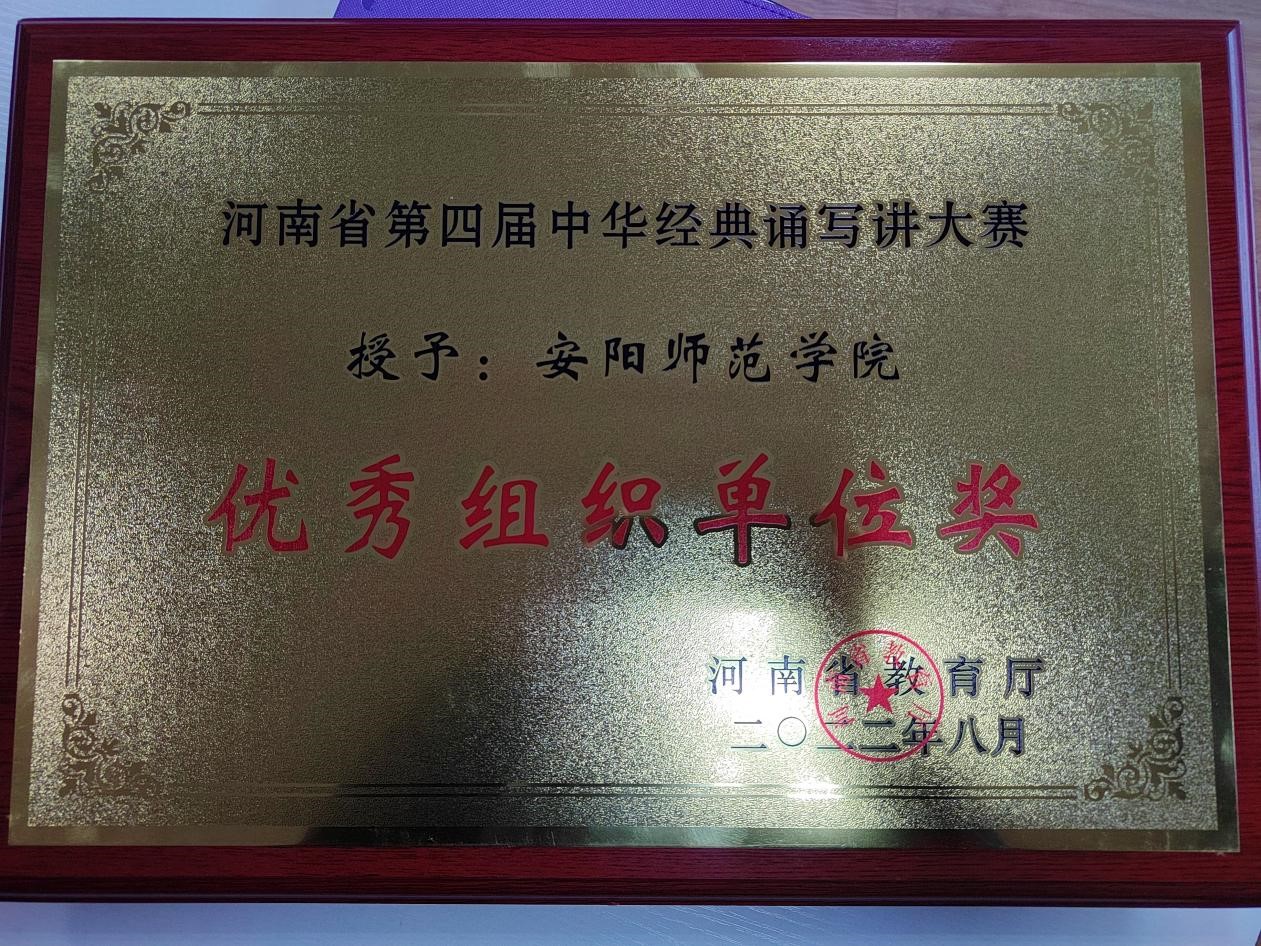 河南省第四届中华经典诵写讲大赛
授予：安阳师范学院
优秀组织单位奖
河南省教育厅
二〇二二年八月